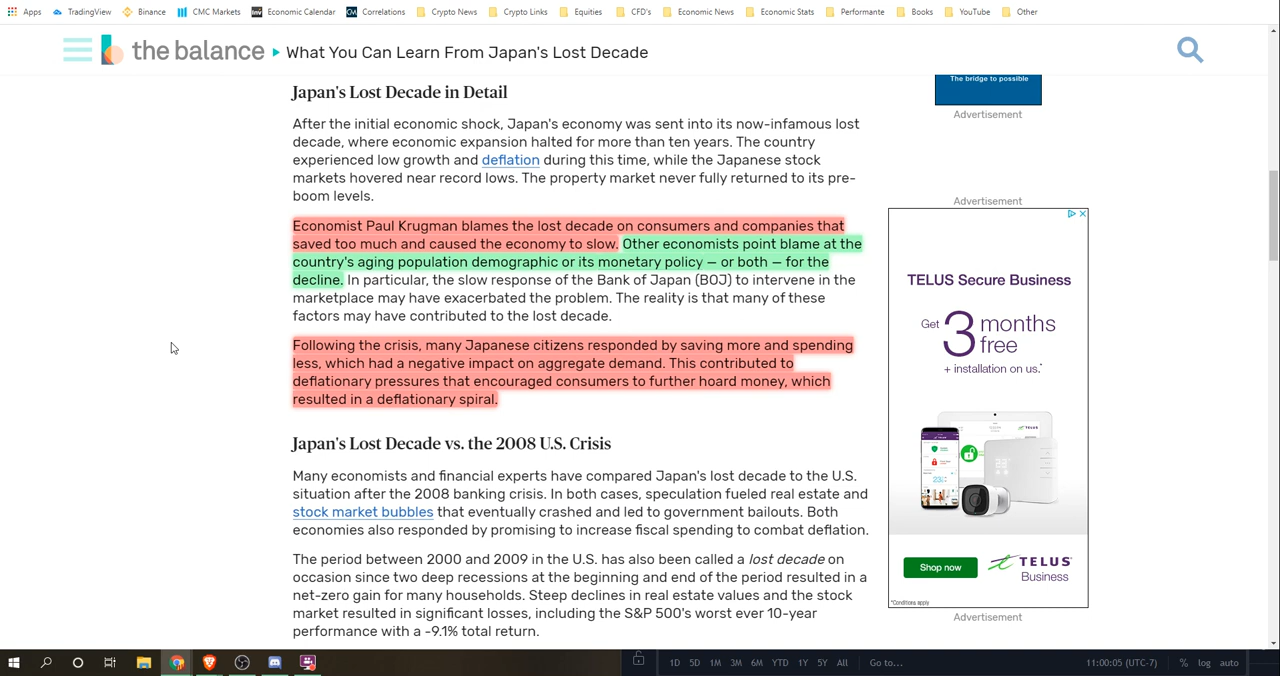 Apps TradingView Binance CMC Markets Economic Calendar Correlations Crypto News Crypto Links Equities CFD's Economic News Economic Stats Performante Books YouTube Other
the balance What You Can Learn From Japan's Lost Decade
Japan's Lost Decade in Detail
After the initial economic shock, Japan's economy was sent into its now-infamous lost
decade, where economic expansion halted for more than ten years. The country
experienced low growth and deflation during this time, while the Japanese stock
markets hovered near record lows. The property market never fully returned to its pre-
boom levels.
Economist Paul Krugman blames the lost decade on consumers and companies that
saved too much and caused the economy to slow. Other economists point blame at the
country's aging population demographic or its monetary policy — or both — for the
decline. In particular, the slow response of the Bank of Japan (BOJ) to intervene in the
marketplace may have exacerbated the problem. The reality is that many of these
factors may have contributed to the lost decade.
Following the crisis, many Japanese citizens responded by saving more and spending
less, which had a negative impact on aggregate demand. This contributed to
deflationary pressures that encouraged consumers to further hoard money, which
resulted in a deflationary spiral.
Japan's Lost Decade vs. the 2008 U.S. Crisis
Many economists and financial experts have compared Japan's lost decade to the U.S.
situation after the 2008 banking crisis. In both cases, speculation fueled real estate and
stock market bubbles that eventually crashed and led to government bailouts. Both
economies also responded by promising to increase fiscal spending to combat deflation.
The period between 2000 and 2009 in the U.S. has also been called a lost decade on
occasion since two deep recessions at the beginning and end of the period resulted in a
net-zero gain for many households. Steep declines in real estate values and the stock
market resulted in significant losses, including the S&P 500's worst ever 10-year
performance with a -9.1% total return.
The bridge to possible
Advertisement
Advertisement
TELUS Secure Business
Get 3 months
free
+ installation on us.*
Shop now TELUS
Business
*Conditions apply
Advertisement
1D 5D 1M 3M 6M YTD 1Y 5Y All Go to... 11:00:05 (UTC-7) % log auto